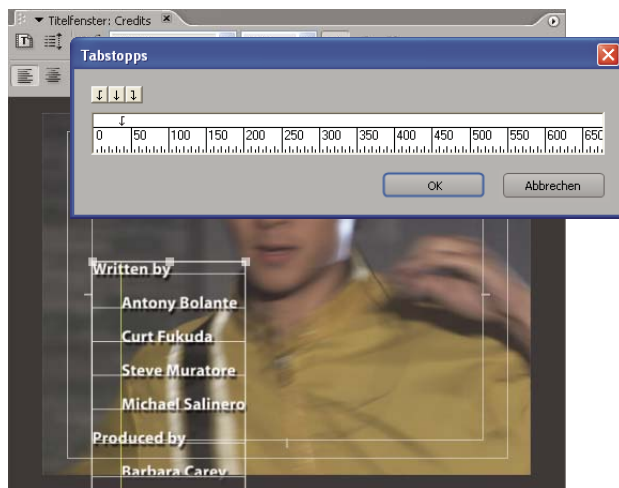 Titelfenster: Credits
Tabstopps
0 50 100 150 200 250 300 350 400 450 500 550 600 650
OK Abbrechen
Written by
Antony Bolante
Curt Fukuda
Steve Muratore
Michael Salinero
Produced by
Barbara Carey